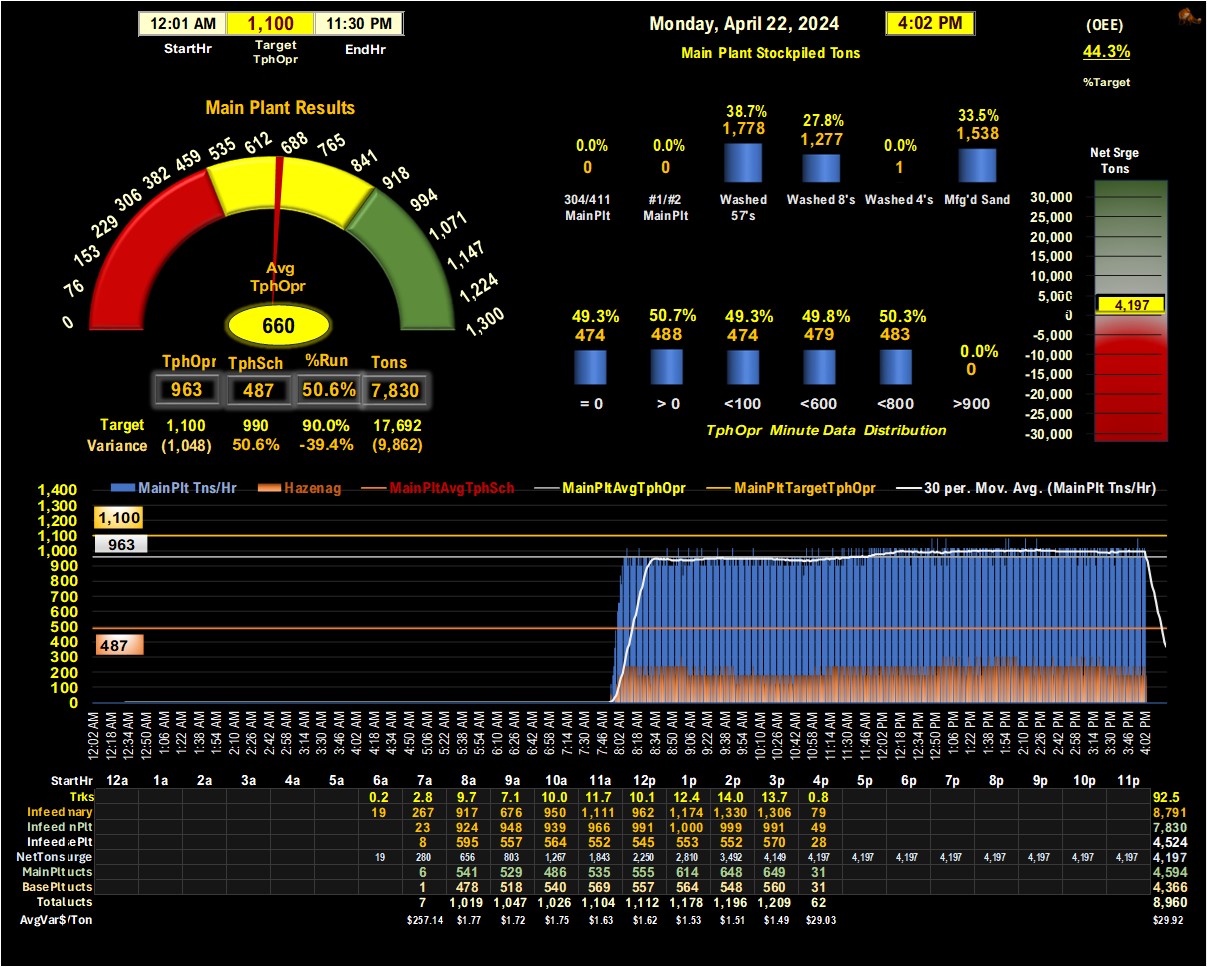 12:01 AM 1,100 11:30 PM
StartHr Target TphOpr EndHr
Monday, April 22, 2024 4:02 PM
Main Plant Stockpiled Tons
(OEE)
44.3%
%Target
Main Plant Results
0 76 153 229 306 382 459 535 612 688 765 841 918 994 1,071 1,147 1,224 1,300
Avg
TphOpr
660
TphOpr TphSch %Run Tons
963 487 50.6% 7,830
Target 1,100 990 90.0% 17,692
Variance (1,048) 50.6% -39.4% (9,862)
0.0% 0.0% 38.7% 27.8% 0.0% 33.5%
0 0 1,778 1,277 1 1,538
304/411 MainPlt #1/#2 MainPlt Washed 57's Washed 8's Washed 4's Mfg'd Sand
49.3% 50.7% 49.3% 49.8% 50.3% 0.0%
474 488 474 479 483 0
= 0 > 0 <100 <600 <800 >900
TphOpr Minute Data Distribution
Net Srge
Tons
30,000
25,000
20,000
15,000
10,000
5,000
4,197
0
-5,000
-10,000
-15,000
-20,000
-25,000
-30,000
MainPlt Tns/Hr Hazenag MainPltAvgTphSch MainPltAvgTphOpr MainPltTargetTphOpr 30 per. Mov. Avg. (MainPlt Tns/Hr)
1,400
1,300
1,200
1,100
1,000
900
800
700
600
500
400
300
200
100
0
1,100
963
487
12:02 AM 12:18 AM 12:34 AM 12:50 AM 1:06 AM 1:22 AM 1:38 AM 1:54 AM 2:10 AM 2:26 AM 2:42 AM 2:58 AM 3:14 AM 3:30 AM 3:46 AM 4:02 AM 4:18 AM 4:34 AM 4:50 AM 5:06 AM 5:22 AM 5:38 AM 5:54 AM 6:10 AM 6:26 AM 6:42 AM 6:58 AM 7:14 AM 7:30 AM 7:46 AM 8:02 AM 8:18 AM 8:34 AM 8:50 AM 9:06 AM 9:22 AM 9:38 AM 9:54 AM 10:10 AM 10:26 AM 10:42 AM 10:58 AM 11:14 AM 11:30 AM 11:46 AM 12:02 PM 12:18 PM 12:34 PM 12:50 PM 1:06 PM 1:22 PM 1:38 PM 1:54 PM 2:10 PM 2:26 PM 2:42 PM 2:58 PM 3:14 PM 3:30 PM 3:46 PM 4:02 PM
StartHr 12a 1a 2a 3a 4a 5a 6a 7a 8a 9a 10a 11a 12p 1p 2p 3p 4p 5p 6p 7p 8p 9p 10p 11p
Trks 0.2 2.8 9.7 7.1 10.0 11.7 10.1 12.4 14.0 13.7 0.8 92.5
Infeed mary 19 267 917 676 950 1,111 962 1,174 1,330 1,306 79 8,791
Infeed nPlt 23 924 948 939 966 991 1,000 999 991 49 7,830
Infeed ePlt 8 595 557 564 552 545 553 552 570 28 4,524
NetTons urge 19 280 656 803 1,267 1,843 2,250 2,810 3,492 4,149 4,197 4,197 4,197 4,197 4,197 4,197 4,197 4,197 4,197
MainPlt ucts 6 541 529 486 535 555 614 648 649 31 4,594
BasePlt ucts 1 478 518 540 569 557 564 548 560 31 4,366
Total ucts 7 1,019 1,047 1,026 1,104 1,112 1,178 1,196 1,209 62 8,960
AvgVar$/Ton $257.14 $1.77 $1.72 $1.75 $1.63 $1.62 $1.53 $1.51 $1.49 $29.03 $29.92